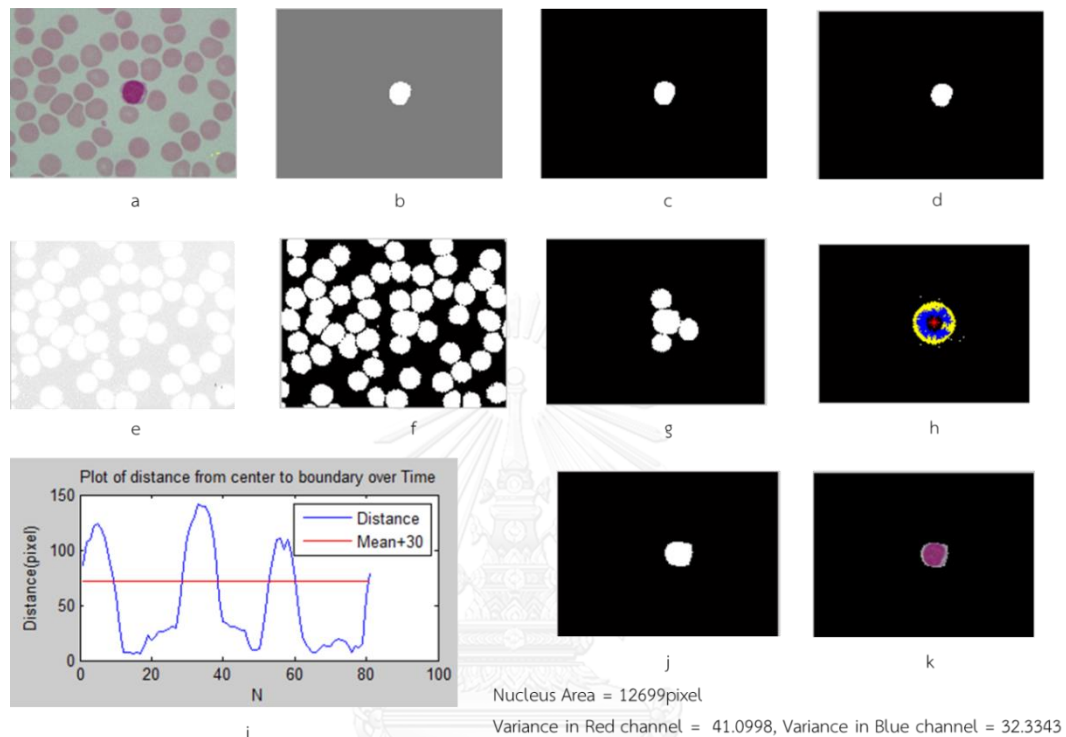 a
b
c
d
e
f
g
h
Plot of distance from center to boundary over Time
150
100
50
0
Distance(pixel)
Distance
Mean+30
0
20
40
60
80
100
N
i
j
k
Nucleus Area = 12699pixel
Variance in Red channel = 41.0998, Variance in Blue channel = 32.3343